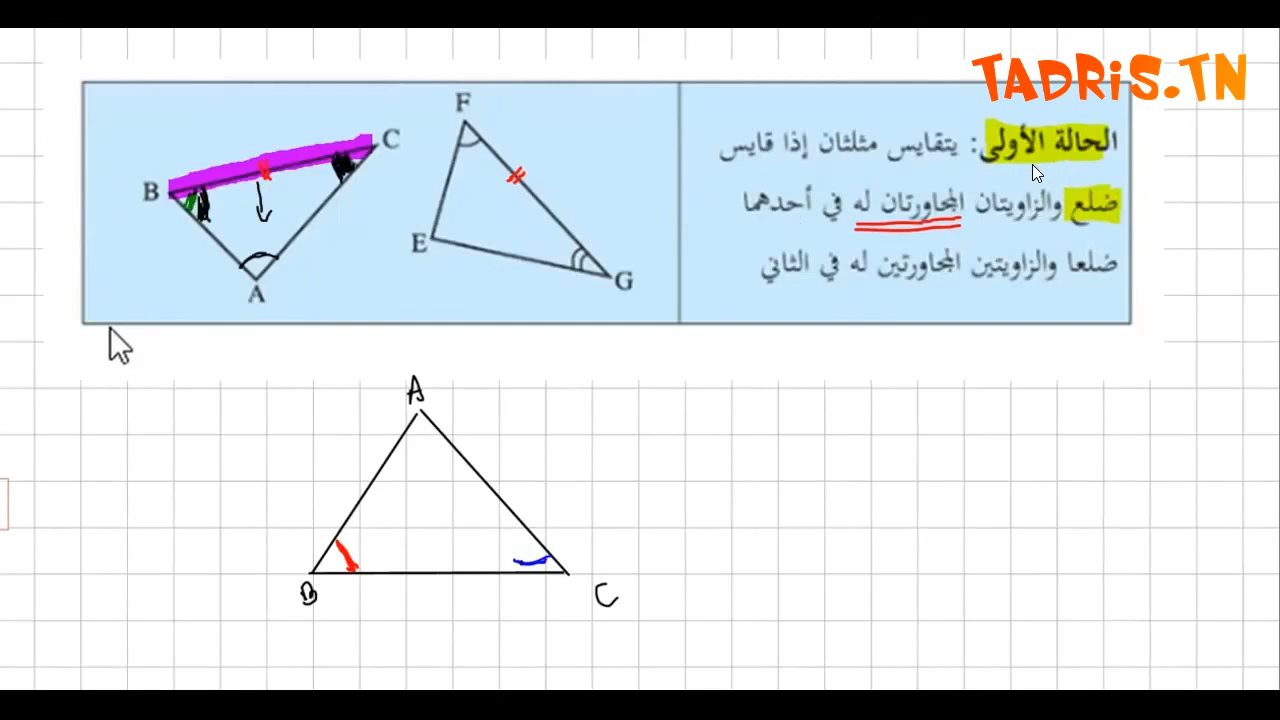 TADRiS.TN
الحالة الأولى : يتقايس مثلثان إذا قايس
ضلع والزاويتان المجاورتان له في أحدهما
ضلعا والزاويتين المجاورتين له في الثاني
F
C
B
E
G
A
A
B
C